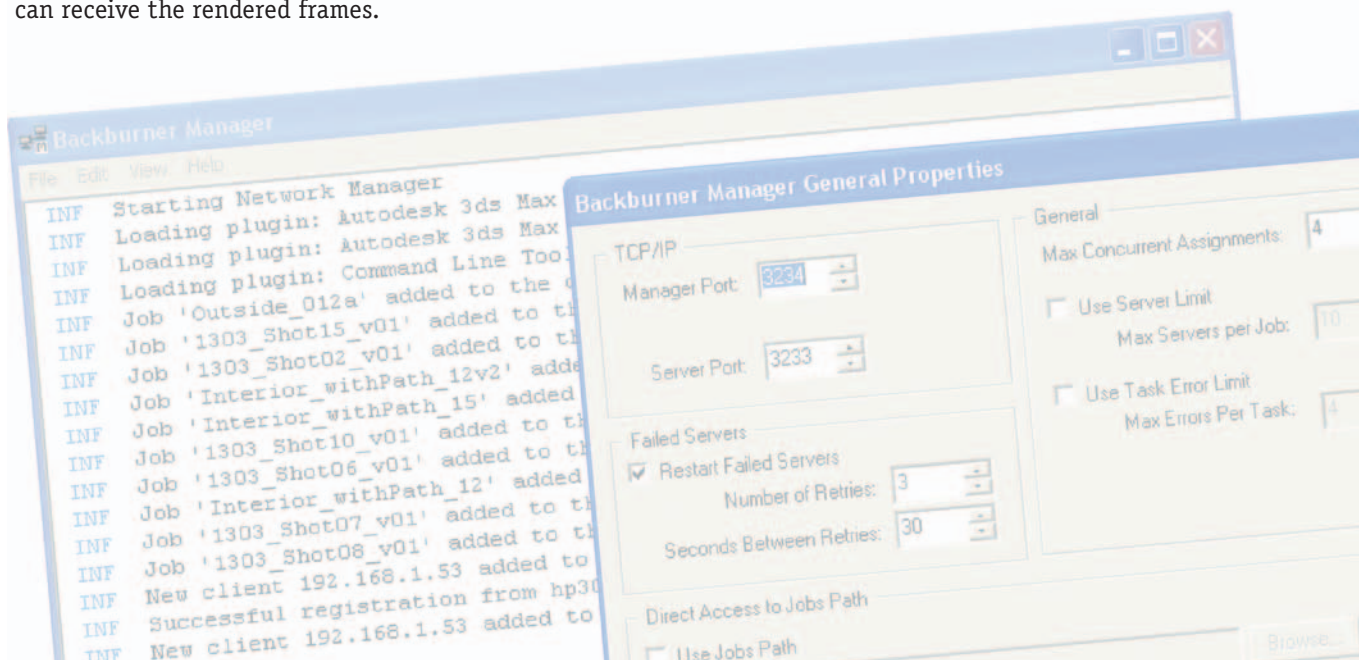 can receive the rendered frames.
Backburner Manager
File Edit View Help
INF Starting Network Manager
INF Loading plugin: Autodesk 3ds Max
INF Loading plugin: Autodesk 3ds Max
INF Loading plugin: Command Line Too
INF Job 'Outside_012a' added to the
INF Job '1303_Shot15_v01' added to
INF Job '1303_Shot02_v01' added to
INF Job 'Interior_withPath_12v2' adde
INF Job 'Interior_withPath_15' added
INF Job '1303_Shot10_v01' added to
INF Job '1303_Shot06_v01' added to
INF Job 'Interior_withPath_12' added
INF Job '1303_Shot07_v01' added to
INF Job '1303_Shot08_v01' added to
INF New client 192.168.1.53 added to
INF Successful registration from hp30
INF New client 192.168.1.53 added to
Backburner Manager General Properties
TCP/IP
Manager Port: 3234
Server Port: 3233
Failed Servers
Restart Failed Servers
Number of Retries: 3
Seconds Between Retries: 30
General
Max Concurrent Assignments: 4
Use Server Limit
Max Servers per Job: 10
Use Task Error Limit
Max Errors Per Task: 4
Direct Access to Jobs Path
Use Jobs Path
Browse...